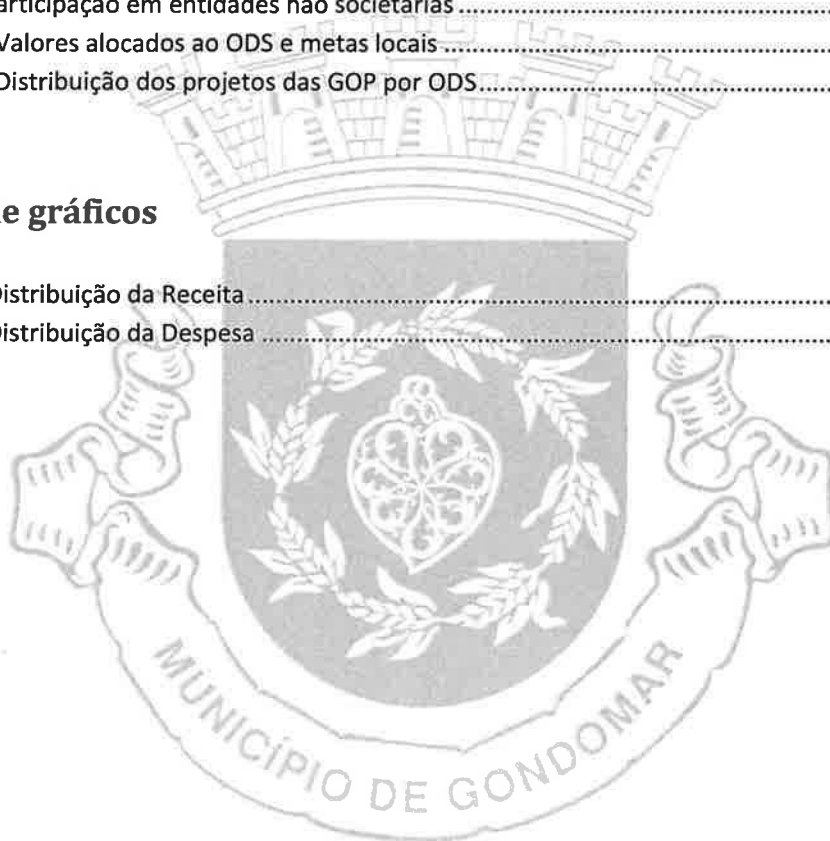 articipação em entidades não societárias
Valores alocados ao ODS e metas locais
Distribuição dos projetos das GOP por ODS
e gráficos
Distribuição da Receita
Distribuição da Despesa
MUNICÍPIO DE GONDOMAR